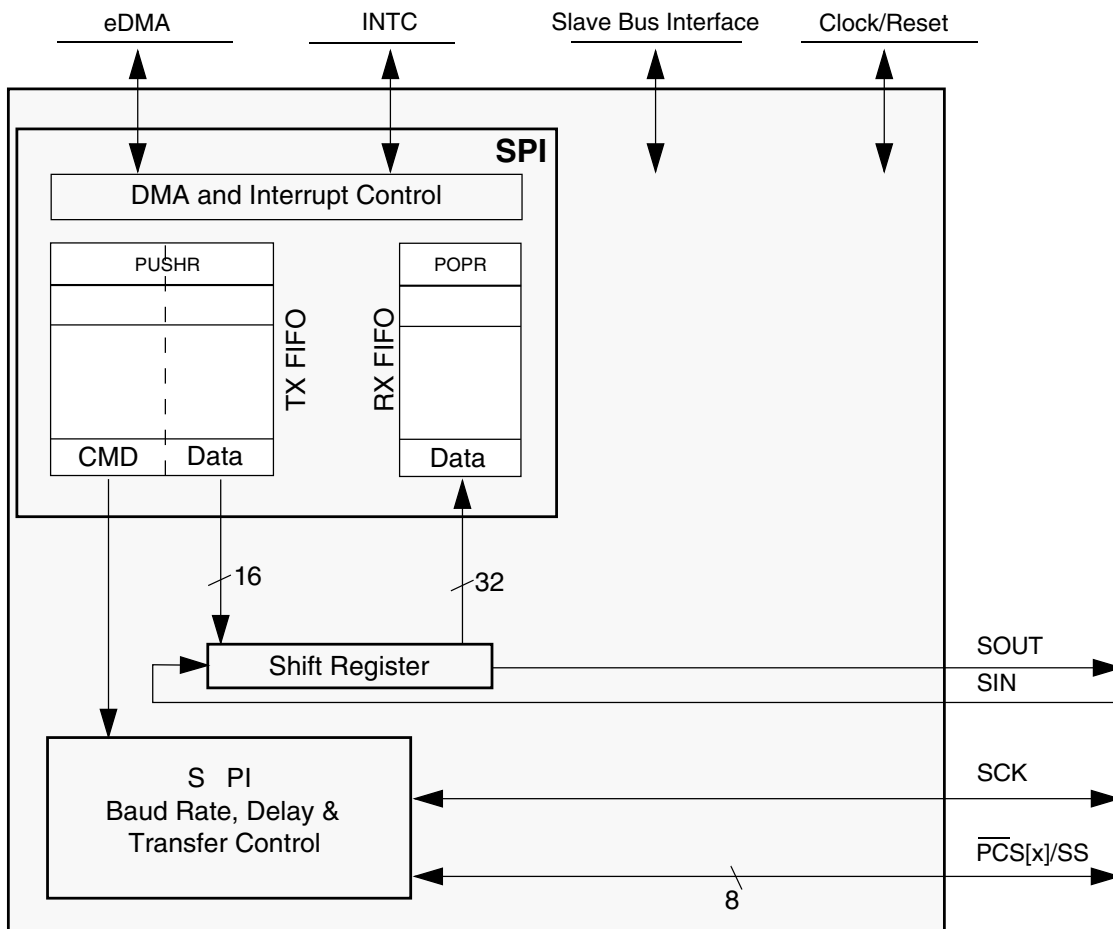 eDMA
INTC
Slave Bus Interface
Clock/Reset
SPI
DMA and Interrupt Control
PUSHR
POPR
TX FIFO
RX FIFO
CMD
Data
Data
16
32
Shift Register
SOUT
SIN
S PI
Baud Rate, Delay &
Transfer Control
SCK
PCS[x]/SS
8